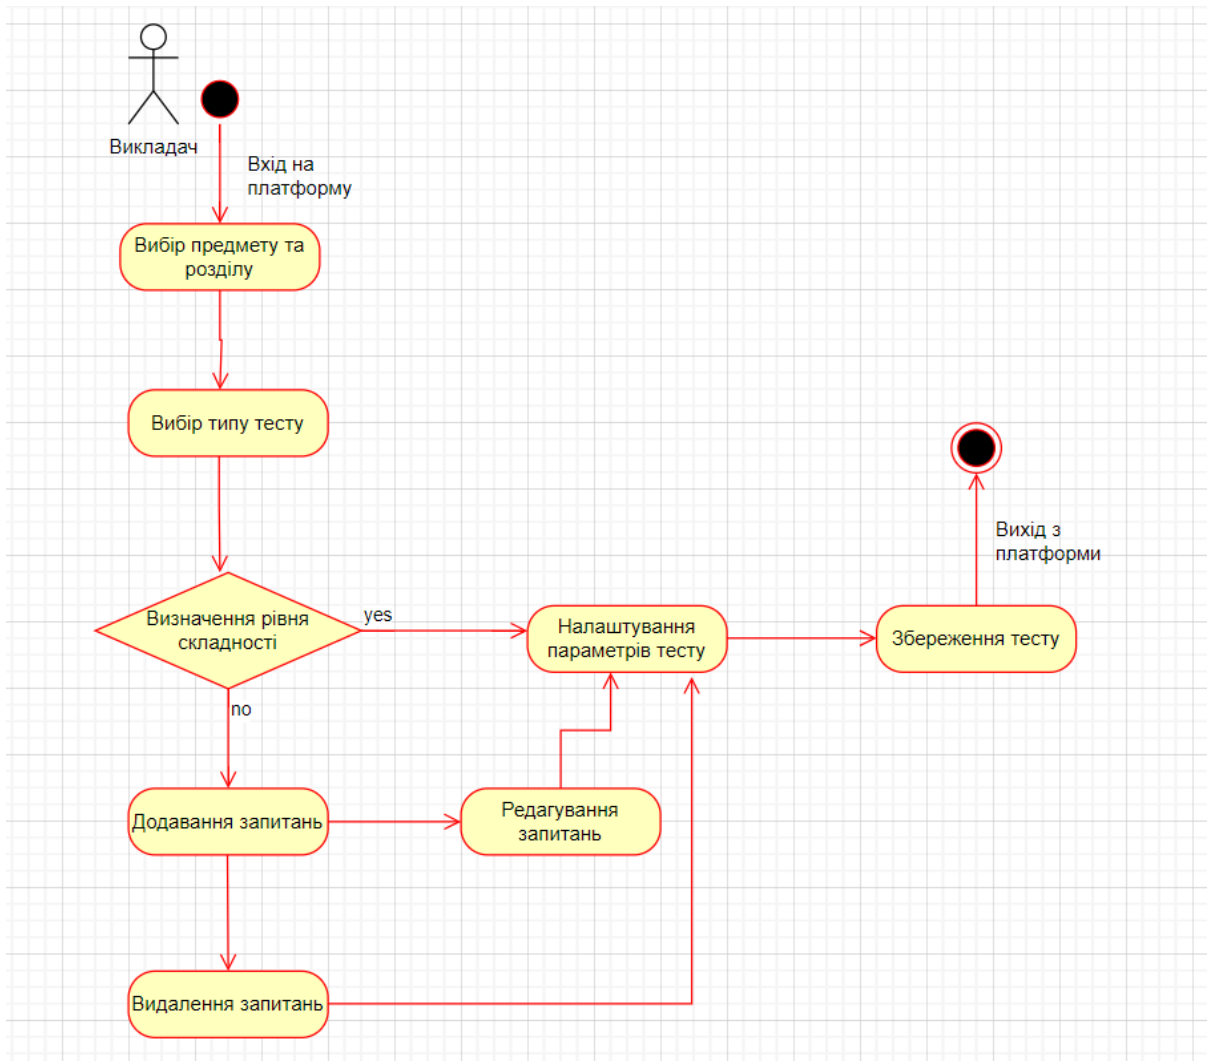 Викладач
Вхід на
платформу
Вибір предмету та
розділу
Вибір типу тесту
Визначення рівня
складності
yes
no
Налаштування
параметрів тесту
Збереження тесту
Вихід з
платформи
Додавання запитань
Редагування
запитань
Видалення запитань